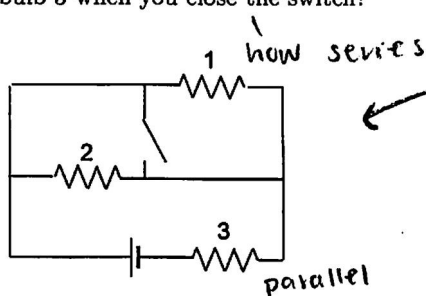 bulb 3 when you close the switch?
how series
1
2
3
parallel